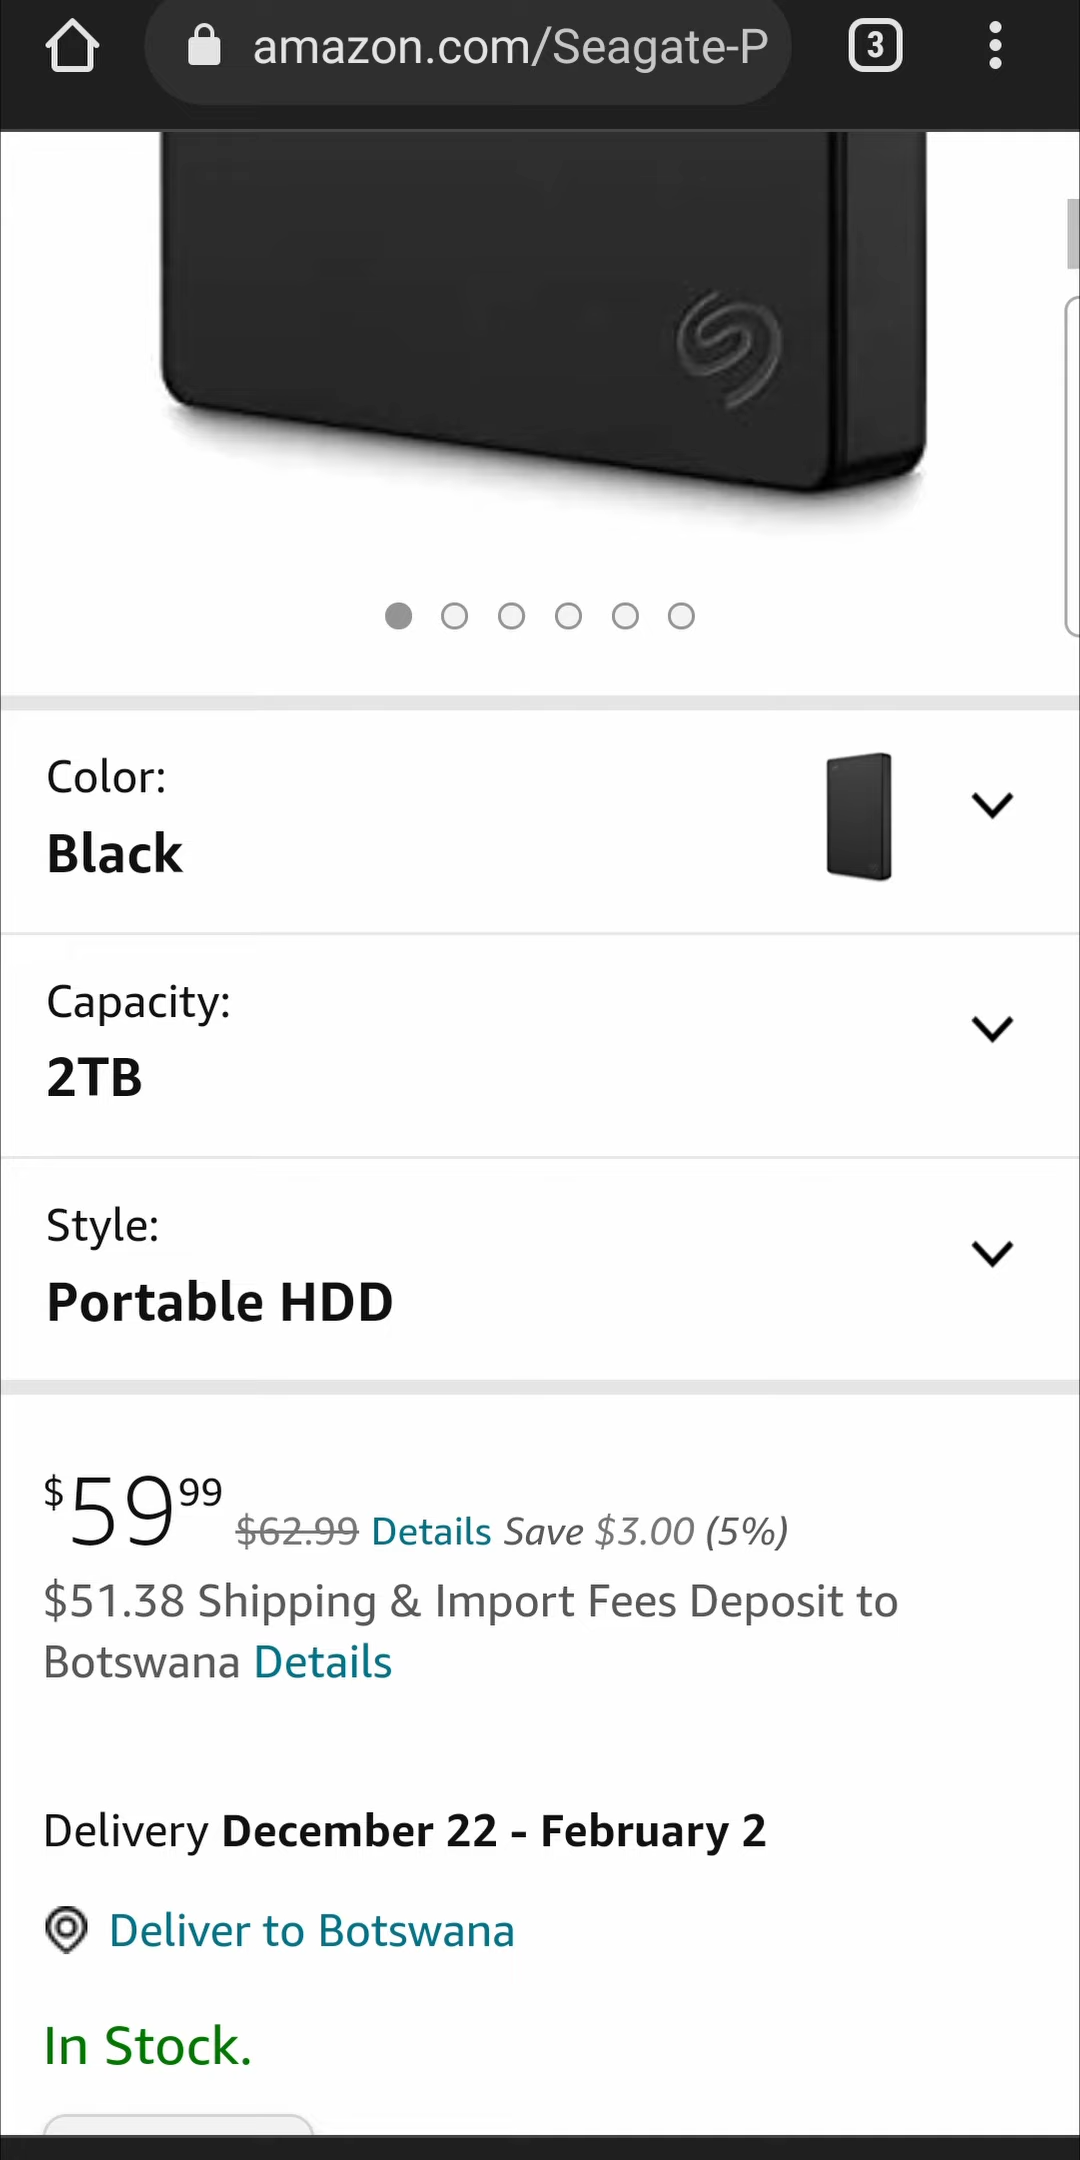 amazon.com/Seagate-P
3
Color:
Black
Capacity:
2TB
Style:
Portable HDD
$59 99 $62.99 Details Save $3.00 (5%)
$51.38 Shipping & Import Fees Deposit to
Botswana Details
Delivery December 22 - February 2
Deliver to Botswana
In Stock.